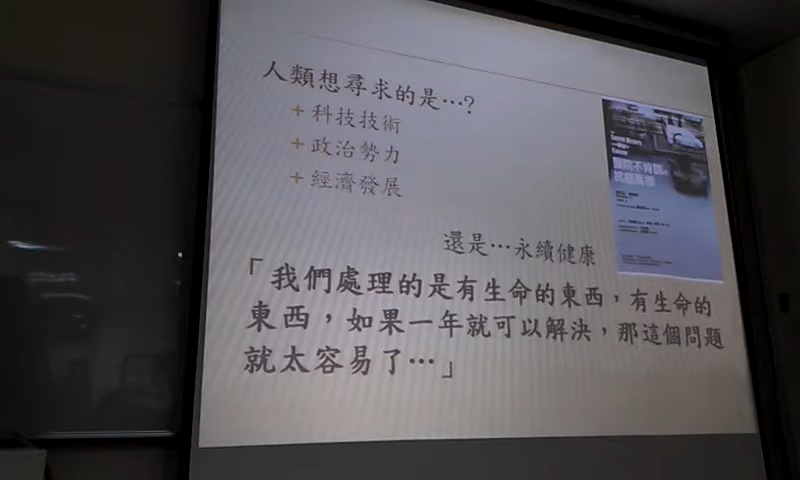 人類想尋求的是…?
+ 科技技術
+ 政治勢力
+ 經濟發展
還是…永續健康
「我們處理的是有生命的東西，有生命的
東西，如果一年就可以解決，那這個問題
就太容易了…」